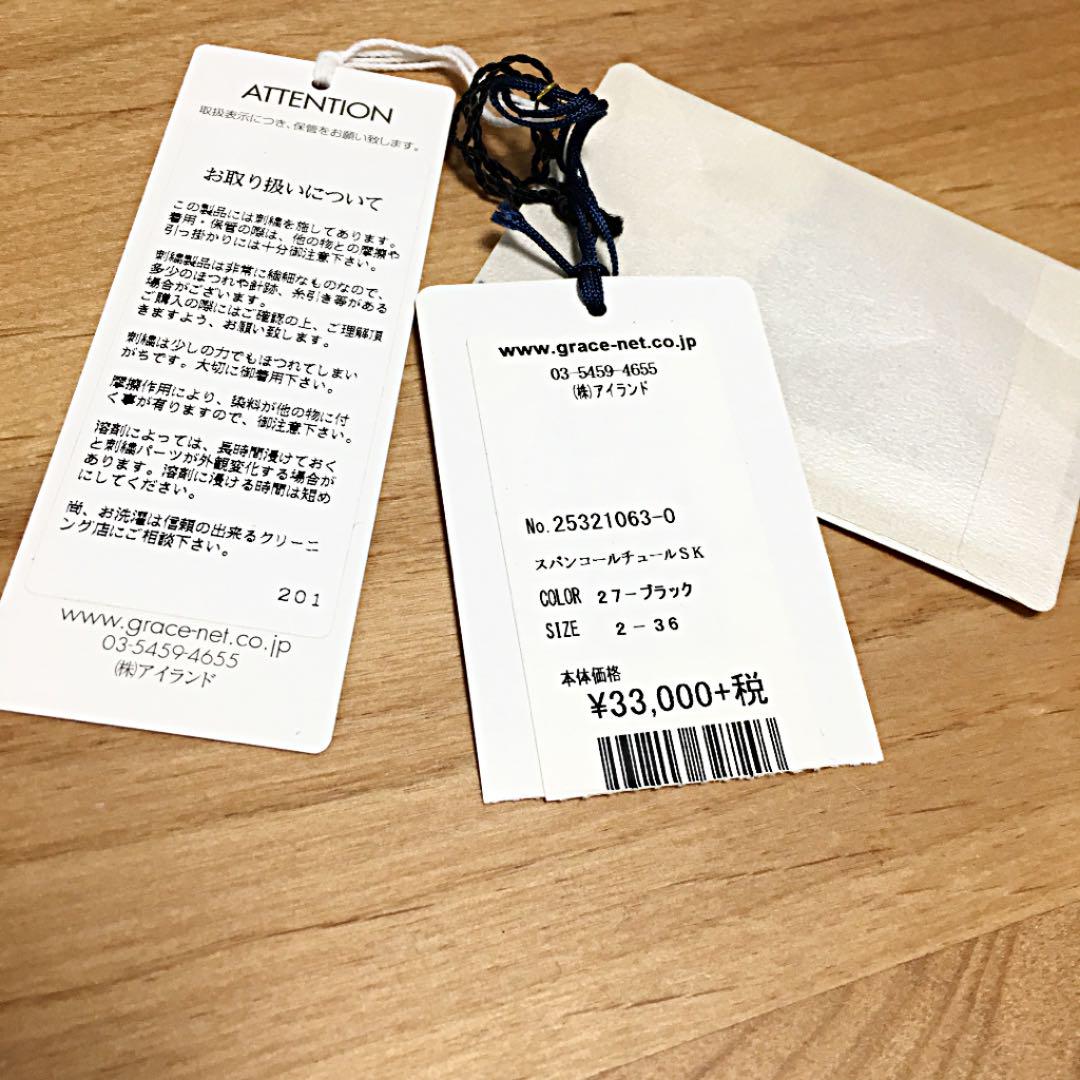 ATTENTION
取扱表示につき、保管をお願い致します。
お取り扱いについて
この製品には刺繍を施してあります。
着用・保管の際は、他の物との摩擦や
引っ掛かりには十分御注意下さい。
刺繍製品は非常に繊細なものなので、
多少のほつれや針跡、糸引き等がある
場合がございます。
ご購入の際にはご確認の上、ご理解頂
きますよう、お願い致します。
刺繍は少しの力でもほつれてしまい
がちです。大切に御着用下さい。
摩擦作用により、染料が他の物に付
く事が有りますので、御注意下さい。
溶剤によっては、長時間浸けておく
と刺繍パーツが外観変化する場合が
あります。溶剤に浸ける時間は短め
にしてください。
尚、お洗濯は信頼の出来るクリーニ
ング店にご相談下さい。
201
www.grace-net.co.jp
03-5459-4655
㈱アイランド
www.grace-net.co.jp
03-5459-4655
㈱アイランド
No.25321063-0
スパンコールチュールSK
COLOR 27-ブラック
SIZE 2-36
本体価格
¥33,000+税